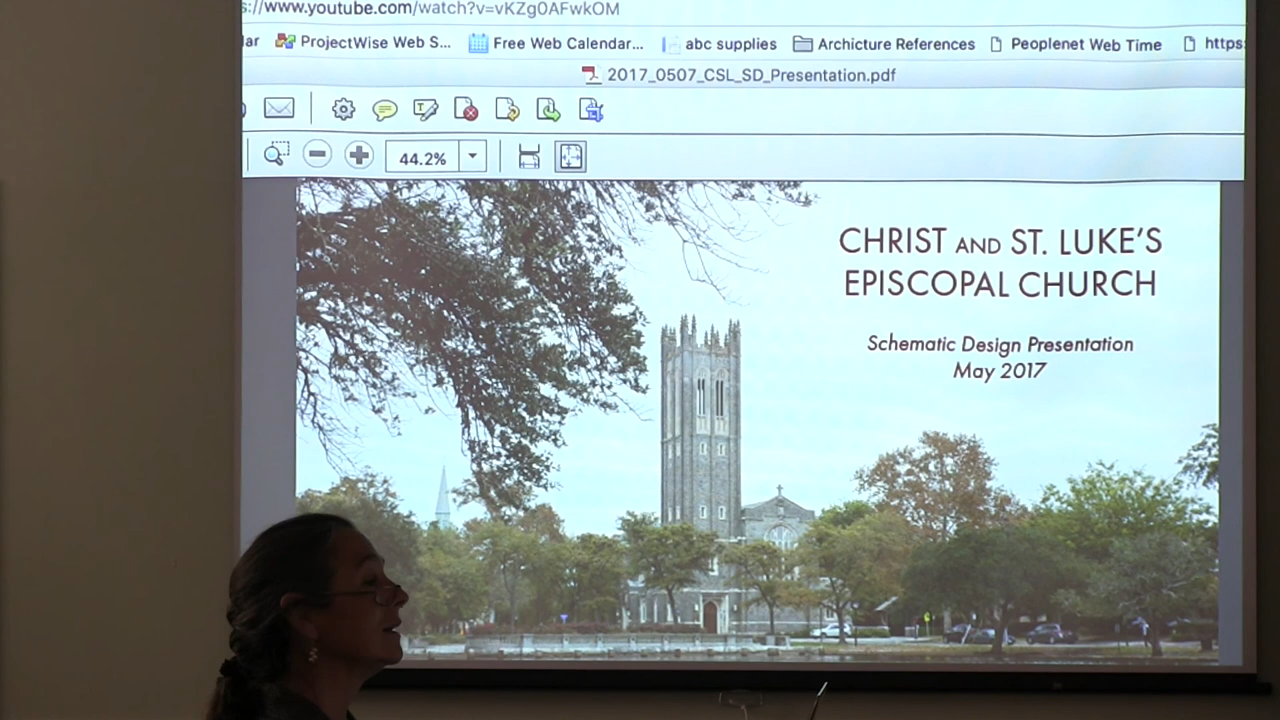 s://www.youtube.com/watch?v=vKZg0AFwkOM
ar ProjectWise Web S... Free Web Calendar... abc supplies Archicture References Peoplenet Web Time https:
2017_0507_CSL_SD_Presentation.pdf
44.2%
CHRIST AND ST. LUKE'S
EPISCOPAL CHURCH
Schematic Design Presentation
May 2017